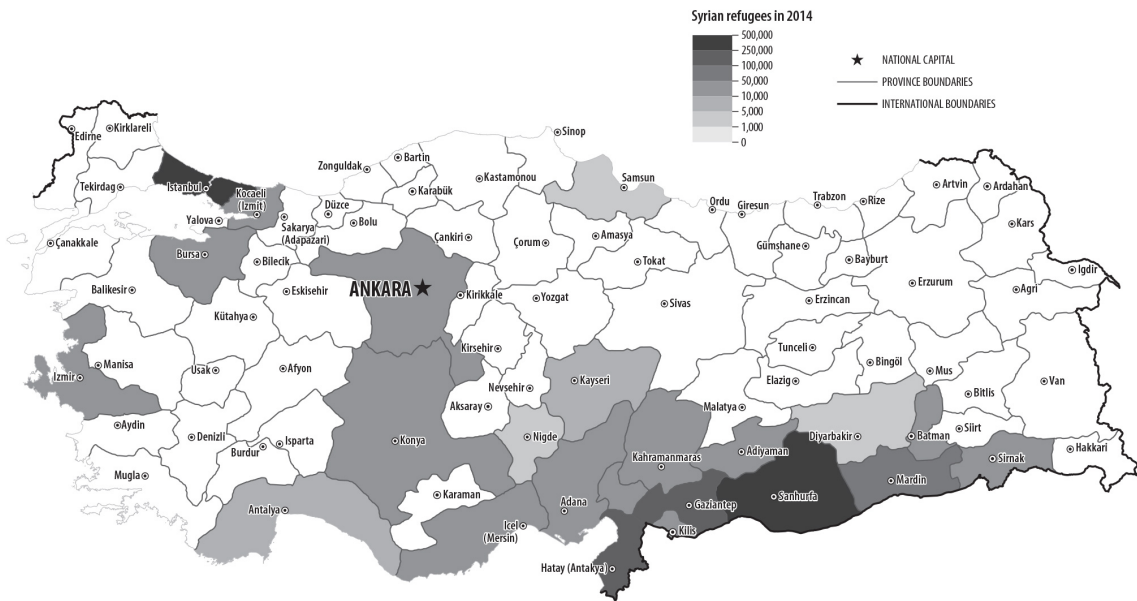 Syrian refugees in 2014
500,000
250,000
100,000
50,000
10,000
5,000
1,000
0
NATIONAL CAPITAL
PROVINCE BOUNDARIES
INTERNATIONAL BOUNDARIES
Edirne
Kirklareli
Tekirdag
Istanbul
Kocaeli
(Izmit)
Yalova
Sakarya
(Adapazari)
Düzce
Bolu
Zonguldak
Bartin
Karabük
Kastamonou
Sinop
Samsun
Ordu
Giresun
Trabzon
Rize
Artvin
Ardahan
Kars
Igdir
Agri
Çanakkale
Balikesir
Bursa
Bilecik
Eskisehir
Kütahya
ANKARA
Çankiri
Kirikkale
Çorum
Amasya
Tokat
Yozgat
Sivas
Gümshane
Bayburt
Erzincan
Erzurum
Izmir
Manisa
Usak
Afyon
Kirsehir
Nevsehir
Aksaray
Kayseri
Nigde
Malatya
Elazig
Tunceli
Bingöl
Mus
Bitlis
Van
Aydin
Denizli
Burdur
Isparta
Konya
Karaman
Mugla
Antalya
Icel
(Mersin)
Adana
Kahramanmaras
Adiyaman
Diyarbakir
Batman
Siirt
Sirnak
Hakkari
Mardin
Sanhurfa
Gaziantep
Kilis
Hatay (Antakya)